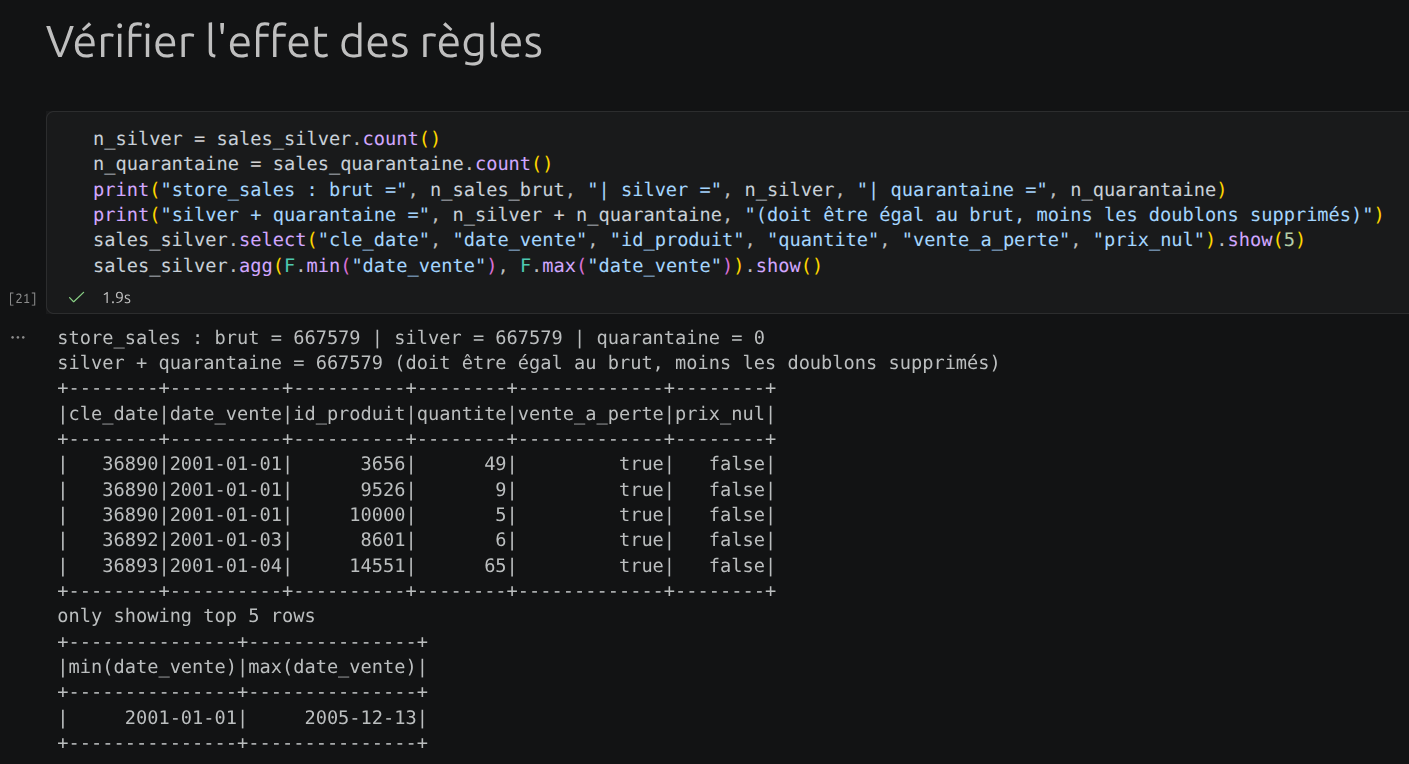 Vérifier l'effet des règles
n_silver = sales_silver.count()
n_quarantaine = sales_quarantaine.count()
print("store_sales : brut =", n_sales_brut, "| silver =", n_silver, "| quarantaine =", n_quarantaine)
print("silver + quarantaine =", n_silver + n_quarantaine, "(doit être égal au brut, moins les doublons supprimés)")
sales_silver.select("cle_date", "date_vente", "id_produit", "quantite", "vente_a_perte", "prix_nul").show(5)
sales_silver.agg(F.min("date_vente"), F.max("date_vente")).show()
[21] ✓ 1.9s
... store_sales : brut = 667579 | silver = 667579 | quarantaine = 0
silver + quarantaine = 667579 (doit être égal au brut, moins les doublons supprimés)
+--------+----------+----------+--------+-------------+--------+
|cle_date|date_vente|id_produit|quantite|vente_a_perte|prix_nul|
+--------+----------+----------+--------+-------------+--------+
|   36890|2001-01-01|      3656|      49|         true|   false|
|   36890|2001-01-01|      9526|       9|         true|   false|
|   36890|2001-01-01|     10000|       5|         true|   false|
|   36892|2001-01-03|      8601|       6|         true|   false|
|   36893|2001-01-04|     14551|      65|         true|   false|
+--------+----------+----------+--------+-------------+--------+
only showing top 5 rows
+---------------+---------------+
|min(date_vente)|max(date_vente)|
+---------------+---------------+
|     2001-01-01|     2005-12-13|
+---------------+---------------+